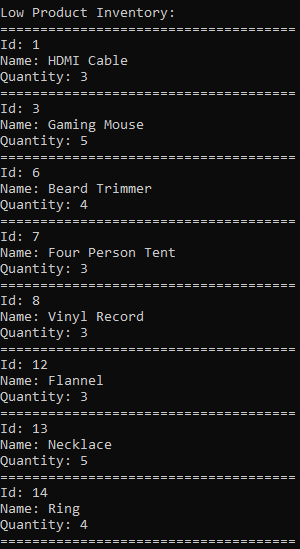 Low Product Inventory:
=====================================
Id: 1
Name: HDMI Cable
Quantity: 3
=====================================
Id: 3
Name: Gaming Mouse
Quantity: 5
=====================================
Id: 6
Name: Beard Trimmer
Quantity: 4
=====================================
Id: 7
Name: Four Person Tent
Quantity: 3
=====================================
Id: 8
Name: Vinyl Record
Quantity: 3
=====================================
Id: 12
Name: Flannel
Quantity: 3
=====================================
Id: 13
Name: Necklace
Quantity: 5
=====================================
Id: 14
Name: Ring
Quantity: 4
=====================================